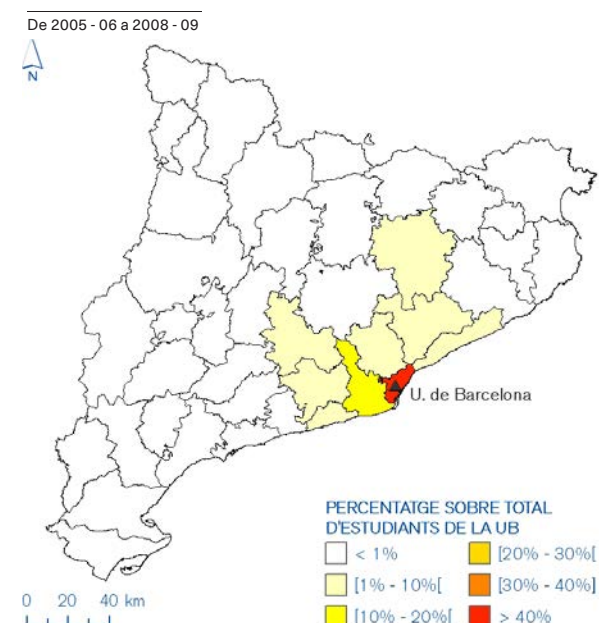 De 2005 - 06 a 2008 - 09
N
U. de Barcelona
PERCENTATGE SOBRE TOTAL
D'ESTUDIANTS DE LA UB
< 1%
[1% - 10%[
[10% - 20%[
[20% - 30%[
[30% - 40%]
> 40%
0 20 40 km